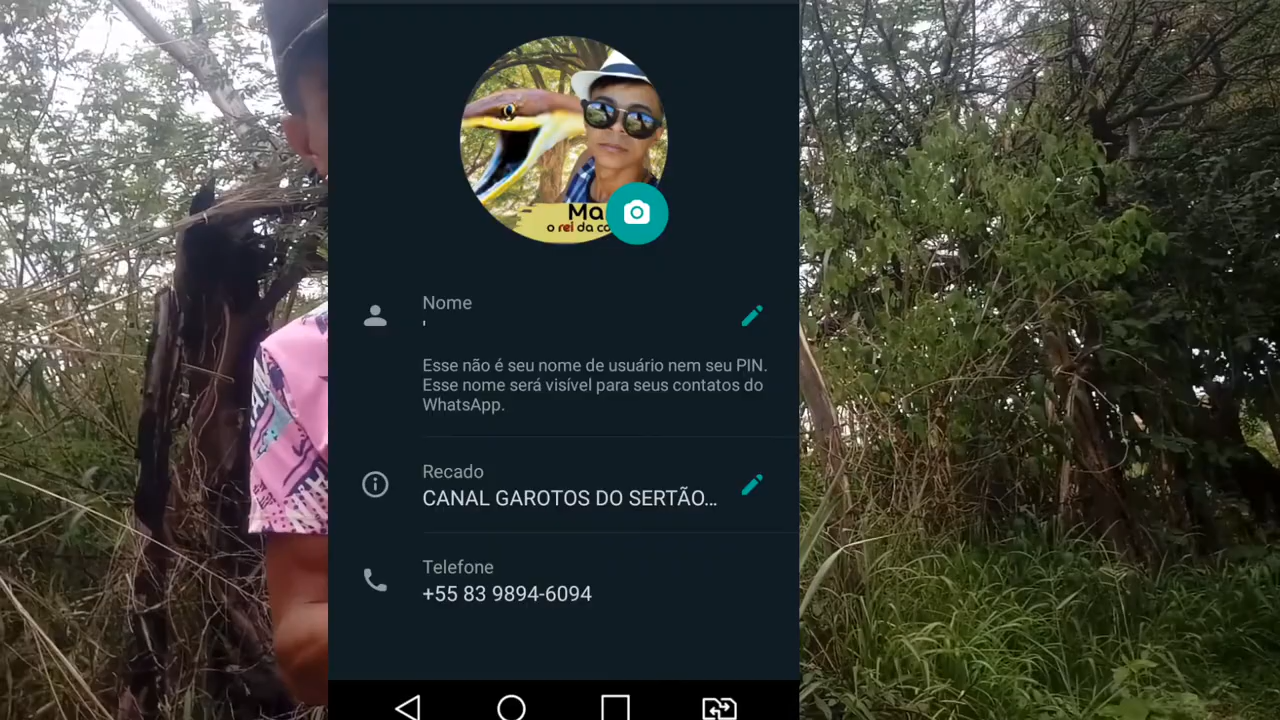 Ma
o rei da co
Nome
'
Esse não é seu nome de usuário nem seu PIN.
Esse nome será visível para seus contatos do
WhatsApp.
Recado
CANAL GAROTOS DO SERTÃO...
Telefone
+55 83 9894-6094